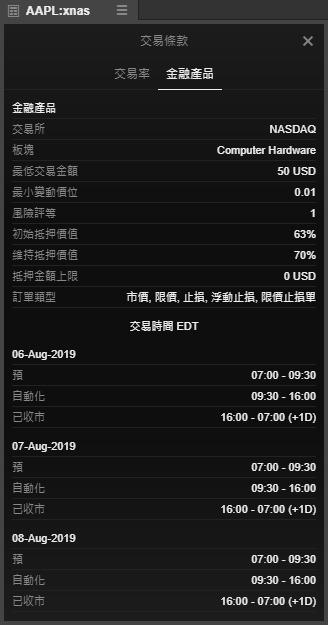 AAPL:xnas
交易條款
交易率 金融產品
金融產品
交易所 NASDAQ
板塊 Computer Hardware
最低交易金額 50 USD
最小變動價位 0.01
風險評等 1
初始抵押價值 63%
維持抵押價值 70%
抵押金額上限 0 USD
訂單類型 市價, 限價, 止損, 浮動止損, 限價止損單
交易時間 EDT
06-Aug-2019
預 07:00 - 09:30
自動化 09:30 - 16:00
已收市 16:00 - 07:00 (+1D)
07-Aug-2019
預 07:00 - 09:30
自動化 09:30 - 16:00
已收市 16:00 - 07:00 (+1D)
08-Aug-2019
預 07:00 - 09:30
自動化 09:30 - 16:00
已收市 16:00 - 07:00 (+1D)